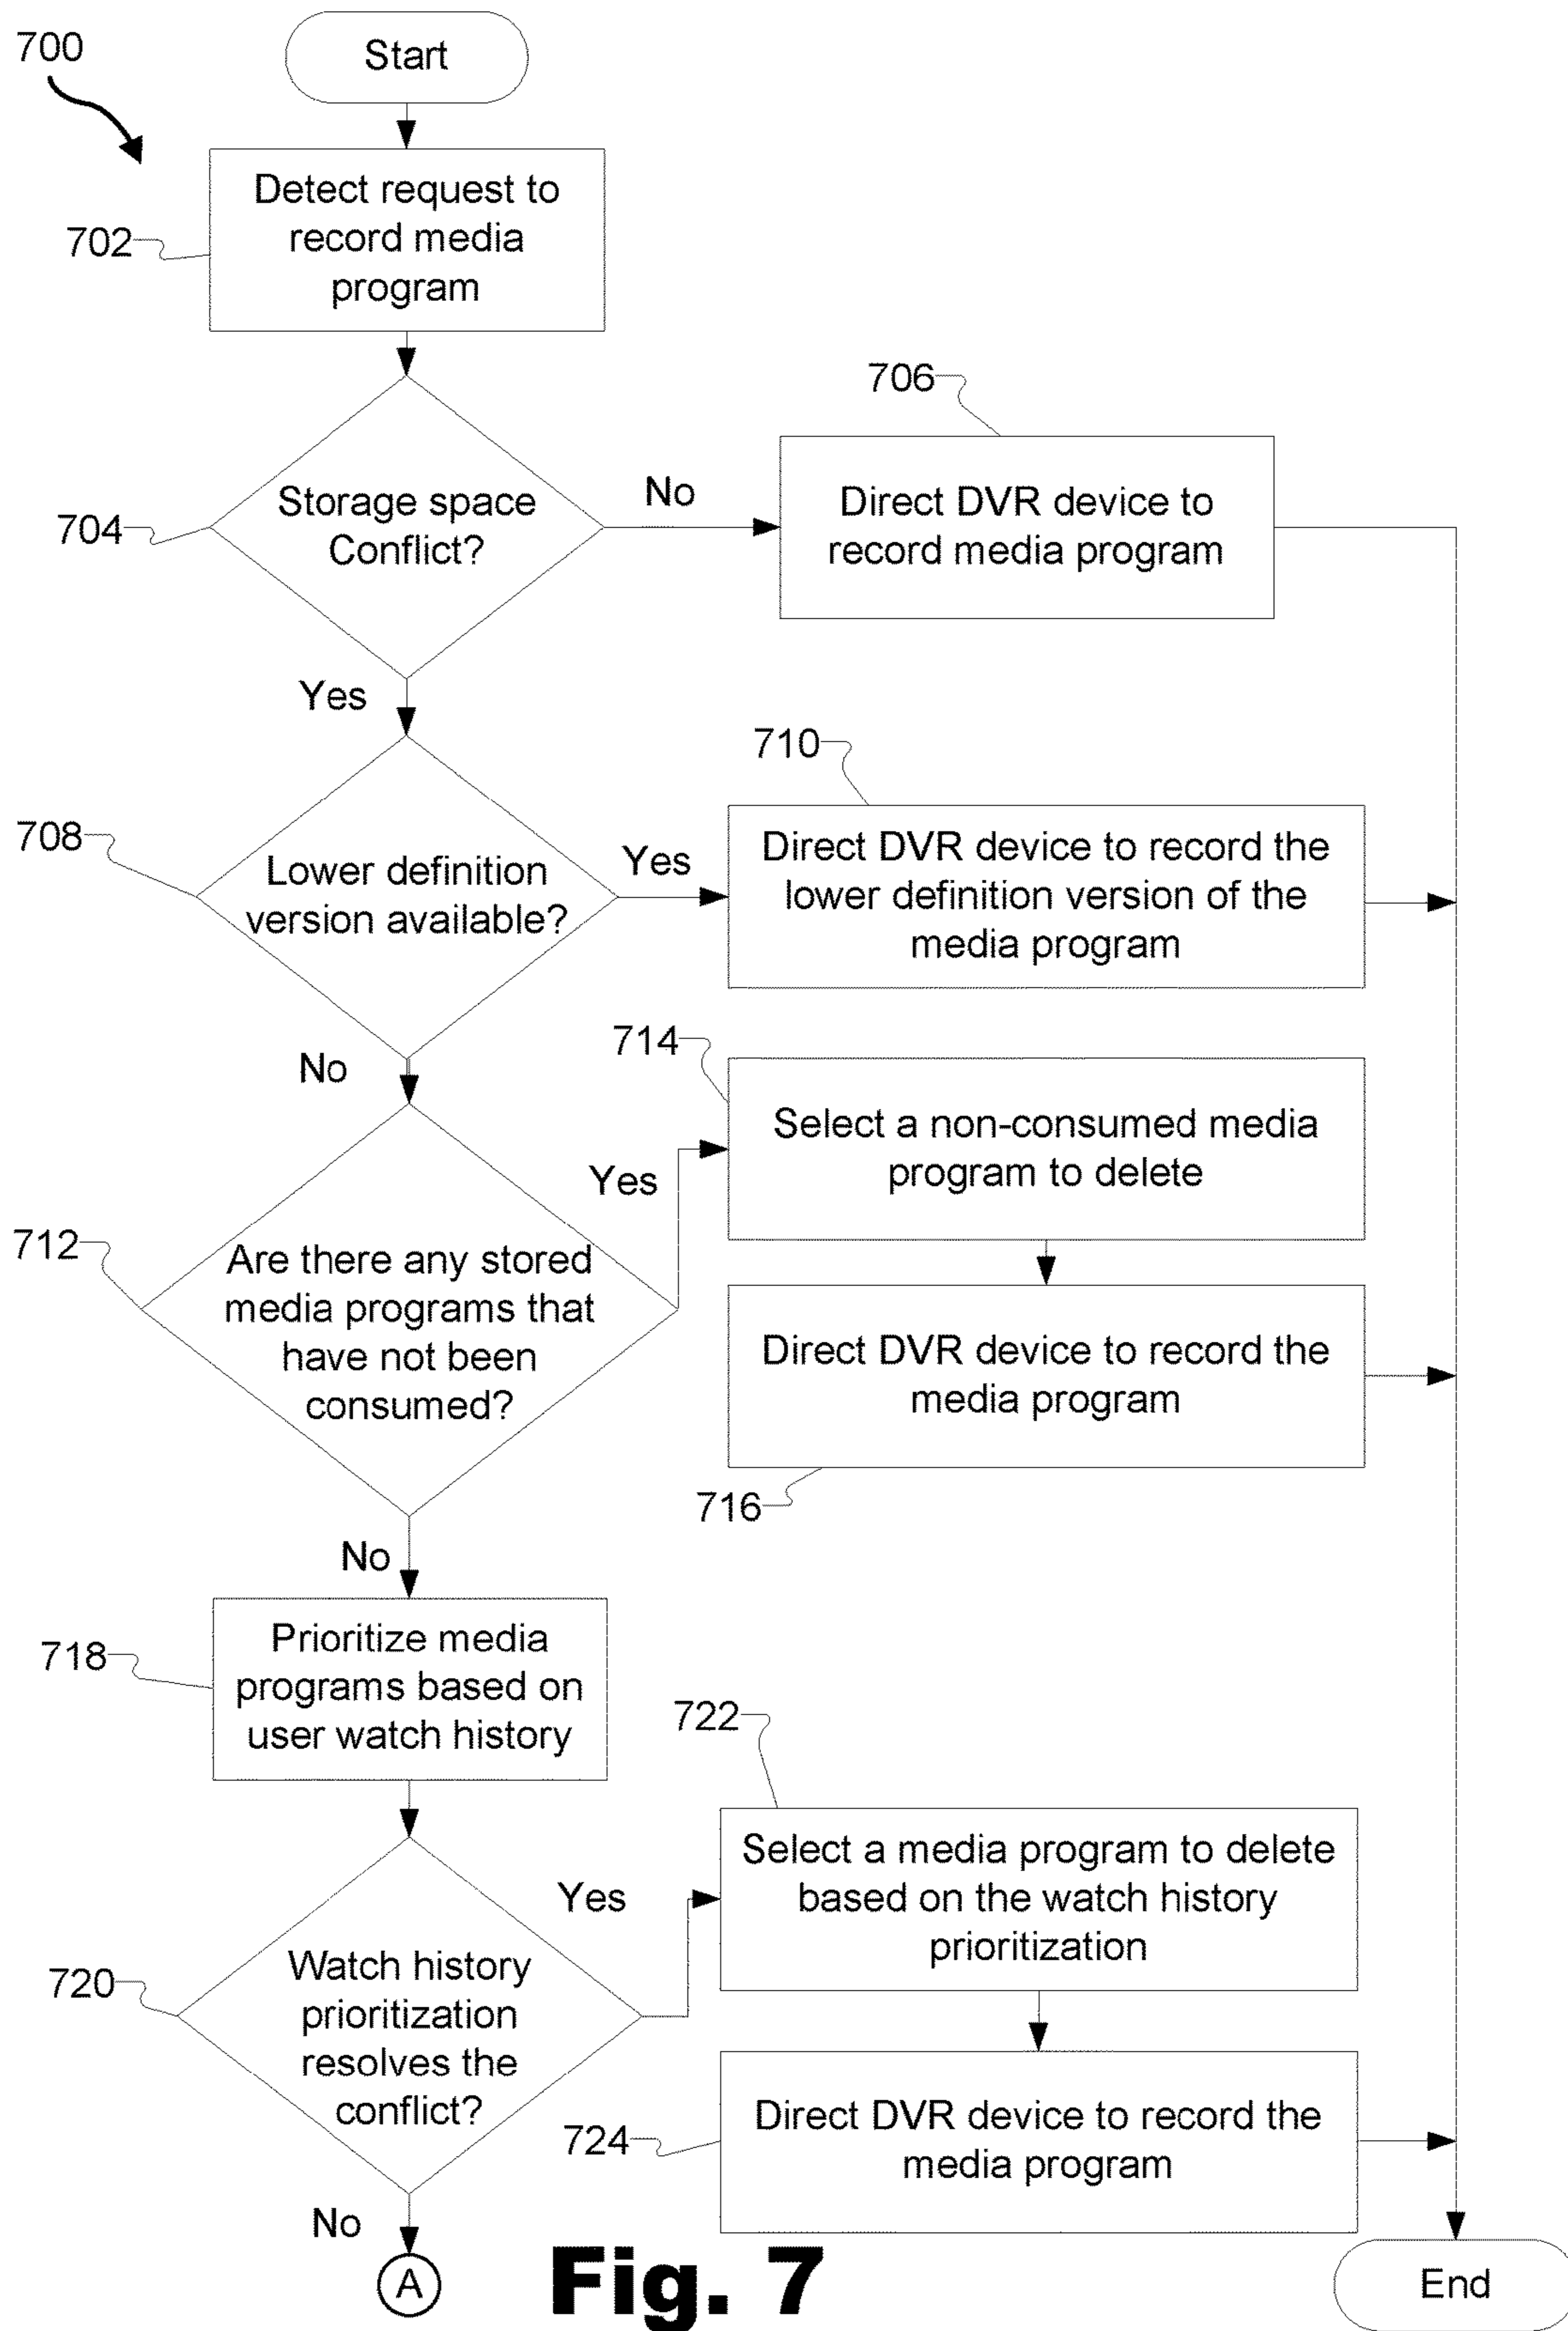 700
Start
Detect request to
record media
program
702
706
Storage space
Conflict?
704
No
Direct DVR device to
record media program
Yes
710
708
Lower definition
version available?
Yes
Direct DVR device to record the
lower definition version of the
media program
No
714
Select a non-consumed media
program to delete
Yes
712
Are there any stored
media programs that
have not been
consumed?
Direct DVR device to record the
media program
716
No
718
Prioritize media
programs based on
user watch history
722
Select a media program to delete
based on the watch history
prioritization
Yes
720
Watch history
prioritization
resolves the
conflict?
724
Direct DVR device to record the
media program
No
A
Fig. 7
End